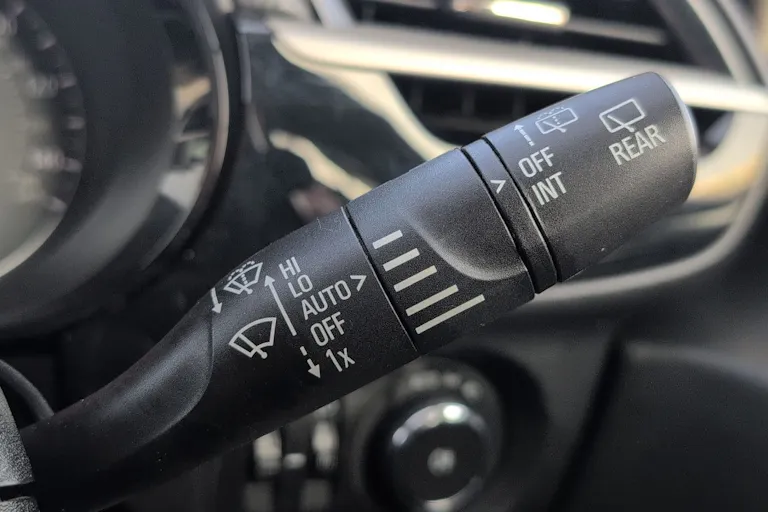 HI
LO
AUTO >
OFF
1x
>
OFF
INT
REAR